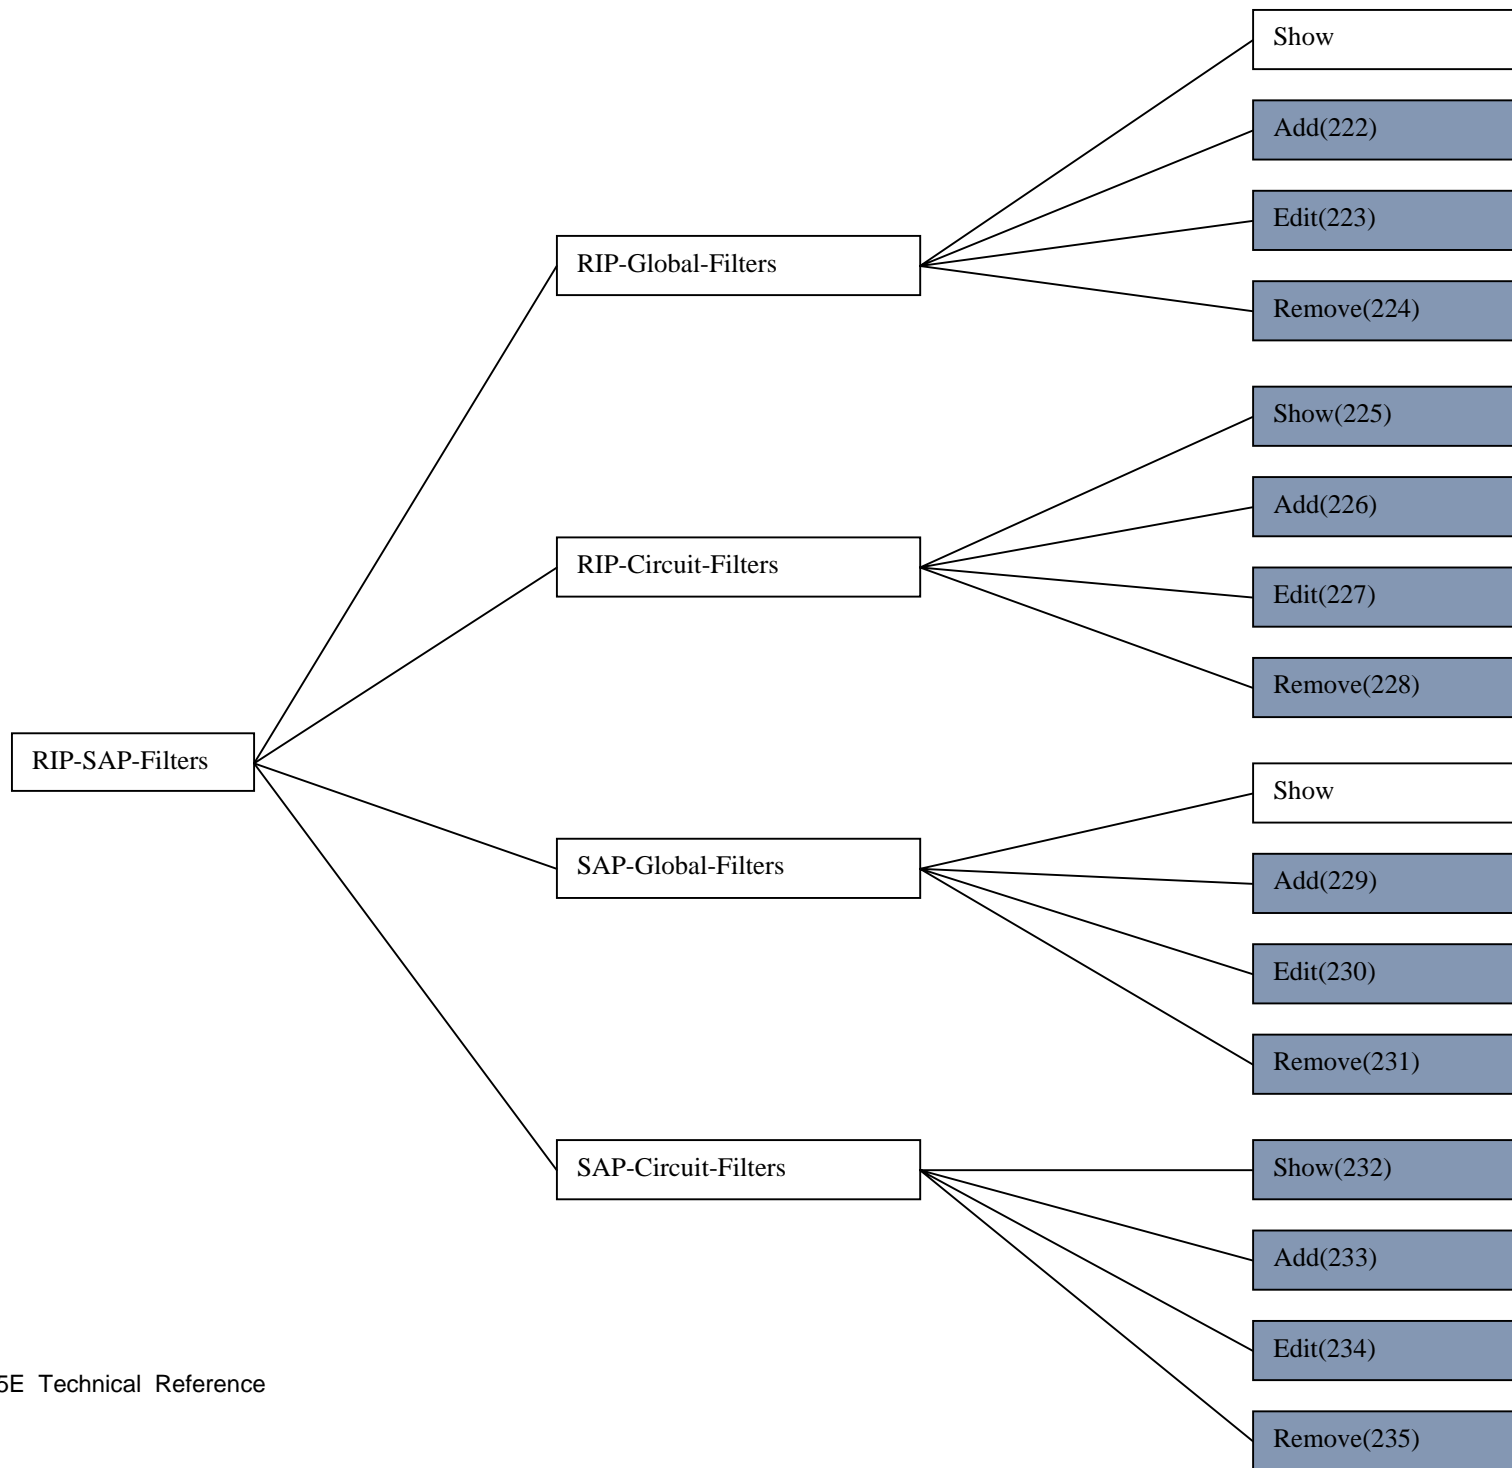 Show
Add(222)
Edit(223)
RIP-Global-Filters
Remove(224)
Show(225)
Add(226)
RIP-Circuit-Filters
Edit(227)
Remove(228)
RIP-SAP-Filters
Show
SAP-Global-Filters
Add(229)
Edit(230)
Remove(231)
SAP-Circuit-Filters
Show(232)
Add(233)
Edit(234)
5E Technical Reference
Remove(235)